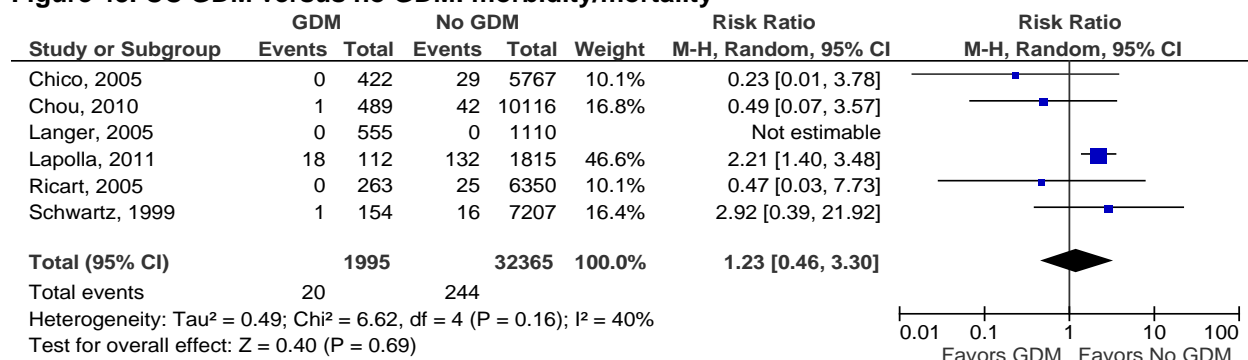 GDM No GDM Risk Ratio Risk Ratio
Study or Subgroup Events Total Events Total Weight M-H, Random, 95% CI M-H, Random, 95% CI
Chico, 2005 0 422 29 5767 10.1% 0.23 [0.01, 3.78]
Chou, 2010 1 489 42 10116 16.8% 0.49 [0.07, 3.57]
Langer, 2005 0 555 0 1110 Not estimable
Lapolla, 2011 18 112 132 1815 46.6% 2.21 [1.40, 3.48]
Ricart, 2005 0 263 25 6350 10.1% 0.47 [0.03, 7.73]
Schwartz, 1999 1 154 16 7207 16.4% 2.92 [0.39, 21.92]
Total (95% CI) 1995 32365 100.0% 1.23 [0.46, 3.30]
Total events 20 244
Heterogeneity: Tau² = 0.49; Chi² = 6.62, df = 4 (P = 0.16); I² = 40%
Test for overall effect: Z = 0.40 (P = 0.69)
0.01 0.1 1 10 100
Favors GDM Favors No GDM